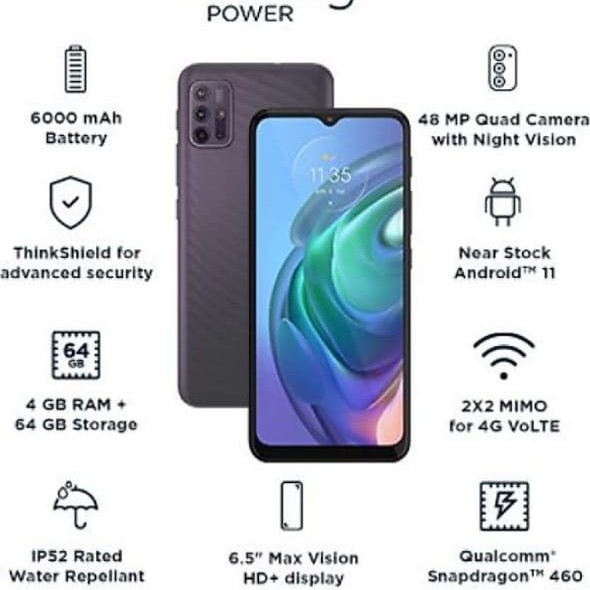 POWER
6000 mAh
Battery
48 MP Quad Camera
with Night Vision
11:35
ThinkShield for
advanced security
Near Stock
Android™ 11
64
GB
4 GB RAM +
64 GB Storage
2X2 MIMO
for 4G VoLTE
IP52 Rated
Water Repellant
6.5" Max Vision
HD+ display
Qualcomm®
Snapdragon™ 460